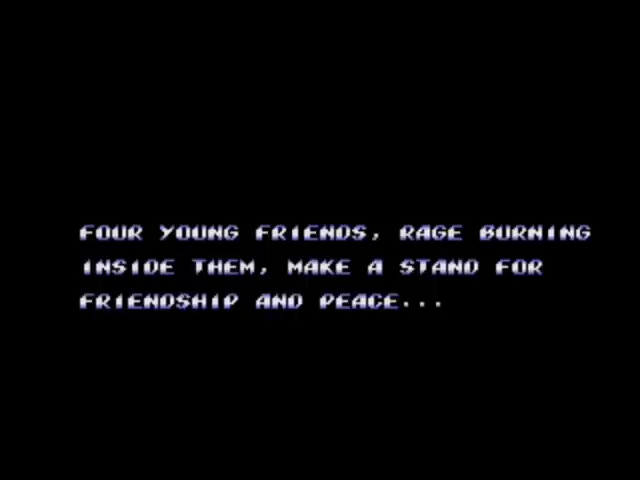 FOUR YOUNG FRIENDS, RAGE BURNING
INSIDE THEM, MAKE A STAND FOR
FRIENDSHIP AND PEACE...